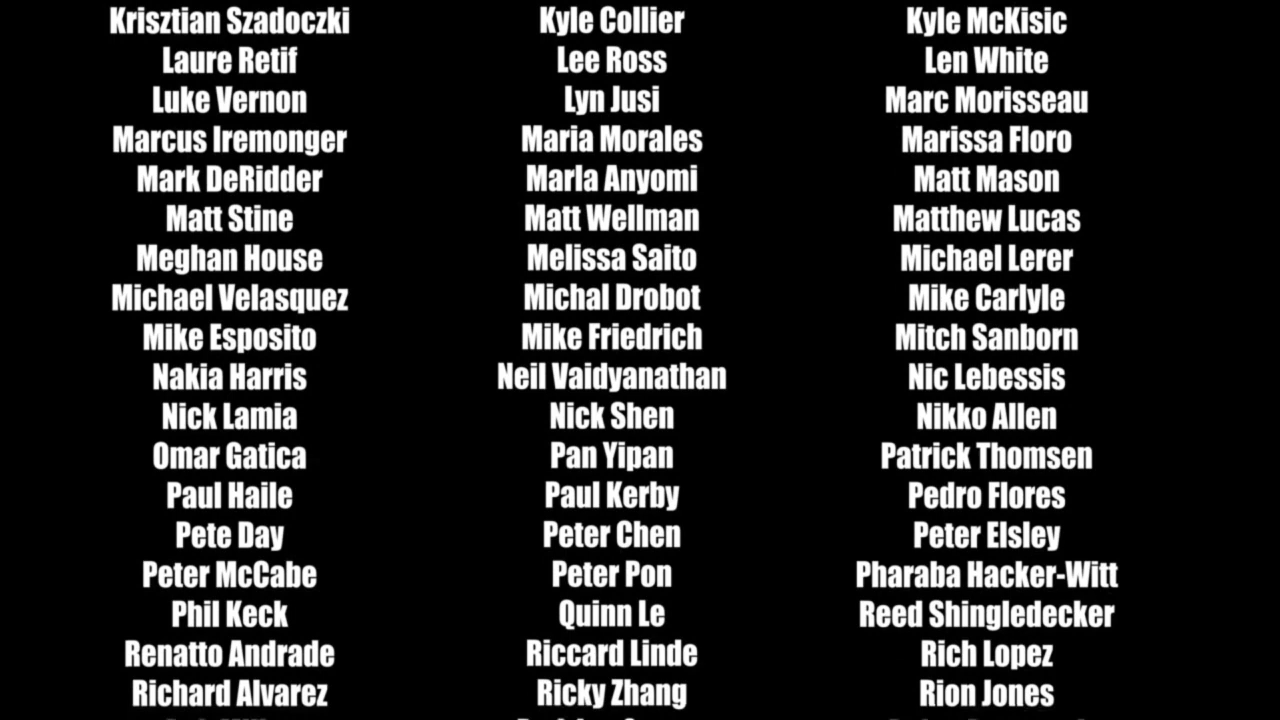 Krisztian Szadoczki Kyle Collier Kyle McKisic
Laure Retif Lee Ross Len White
Luke Vernon Lyn Jusi Marc Morisseau
Marcus Iremonger Maria Morales Marissa Floro
Mark DeRidder Marla Anyomi Matt Mason
Matt Stine Matt Wellman Matthew Lucas
Meghan House Melissa Saito Michael Lerer
Michael Velasquez Michal Drobot Mike Carlyle
Mike Esposito Mike Friedrich Mitch Sanborn
Nakia Harris Neil Vaidyanathan Nic Lebessis
Nick Lamia Nick Shen Nikko Allen
Omar Gatica Pan Yipan Patrick Thomsen
Paul Haile Paul Kerby Pedro Flores
Pete Day Peter Chen Peter Elsley
Peter McCabe Peter Pon Pharaba Hacker-Witt
Phil Keck Quinn Le Reed Shingledecker
Renatto Andrade Riccard Linde Rich Lopez
Richard Alvarez Ricky Zhang Rion Jones